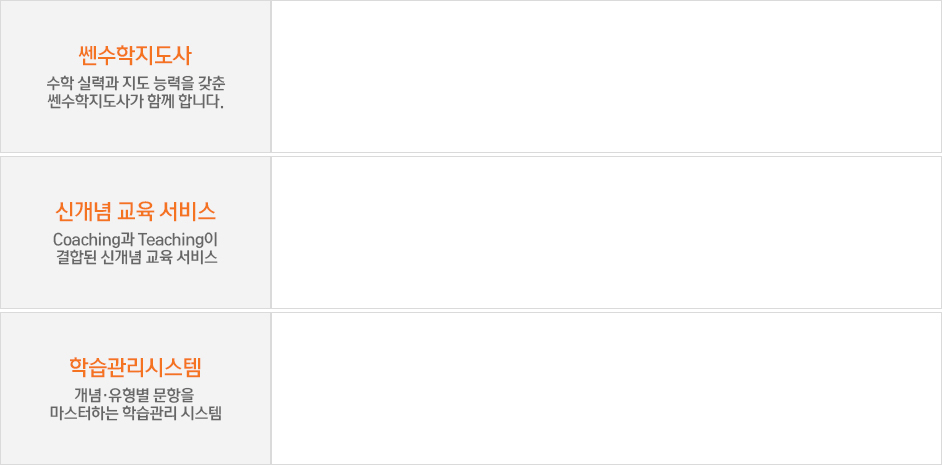 쎈수학지도사
수학 실력과 지도 능력을 갖춘
쎈수학지도사가 함께 합니다.
신개념 교육 서비스
Coaching과 Teaching이
결합된 신개념 교육 서비스
학습관리시스템
개념·유형별 문항을
마스터하는 학습관리 시스템